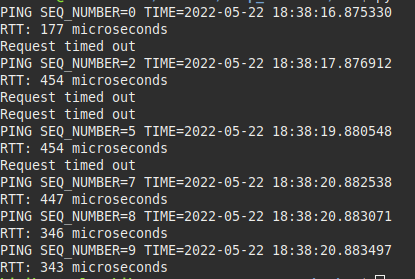 PING SEQ_NUMBER=0 TIME=2022-05-22 18:38:16.875330
RTT: 177 microseconds
Request timed out
PING SEQ_NUMBER=2 TIME=2022-05-22 18:38:17.876912
RTT: 454 microseconds
Request timed out
Request timed out
PING SEQ_NUMBER=5 TIME=2022-05-22 18:38:19.880548
RTT: 454 microseconds
Request timed out
PING SEQ_NUMBER=7 TIME=2022-05-22 18:38:20.882538
RTT: 447 microseconds
PING SEQ_NUMBER=8 TIME=2022-05-22 18:38:20.883071
RTT: 346 microseconds
PING SEQ_NUMBER=9 TIME=2022-05-22 18:38:20.883497
RTT: 343 microseconds